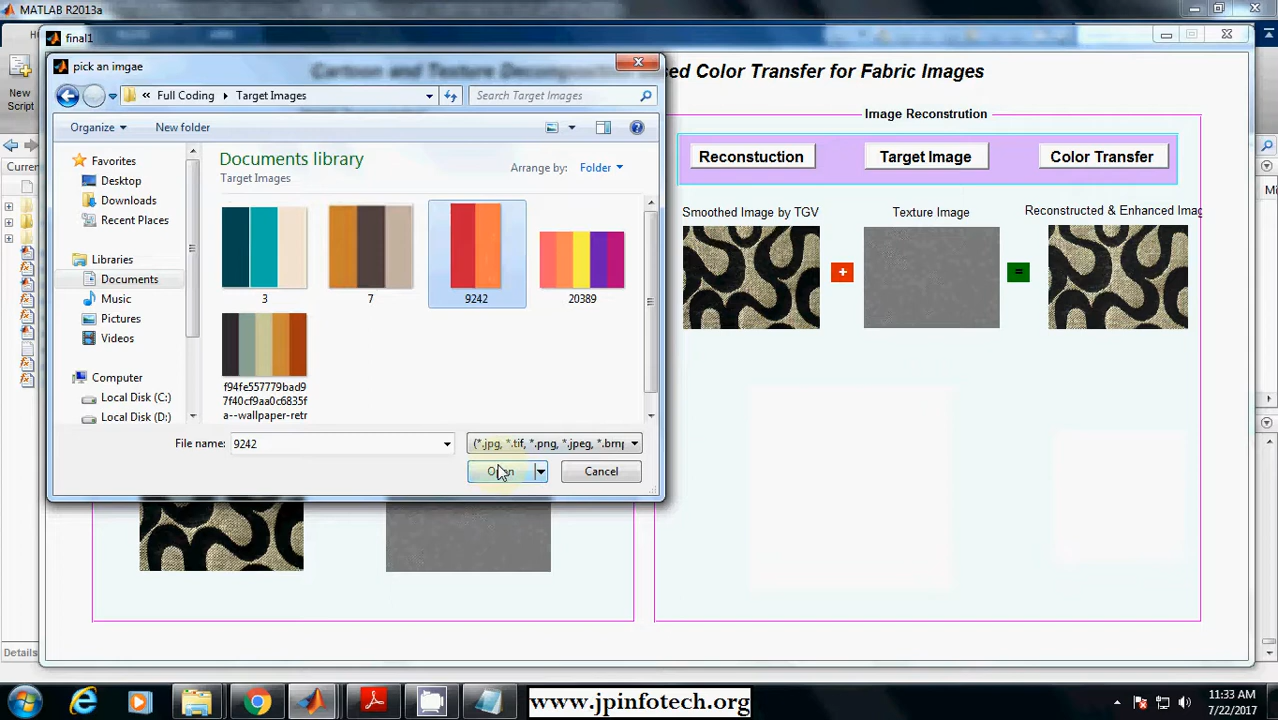 MATLAB R2013a
final1
pick an imgae
Color Transfer for Fabric Images
New
Script
Full Coding
Target Images
Search Target Images
Organize
New folder
Image Reconstrution
Favorites
Desktop
Downloads
Recent Places
Libraries
Documents
Music
Pictures
Videos
Computer
Local Disk (C:)
Local Disk (D:)
Documents library
Target Images
Arrange by:
Folder
3
7
9242
20389
f94fe557779bad9
7f40cf9aa0c6835f
a--wallpaper-retr
Reconstuction
Target Image
Color Transfer
Smoothed Image by TGV
Texture Image
Reconstructed & Enhanced Imag
+
=
File name:
9242
(*.jpg, *.tif, *.png, *.jpeg, *.bmp
Open
Cancel
Details
www.jpinfotech.org
11:33 AM
7/22/2017